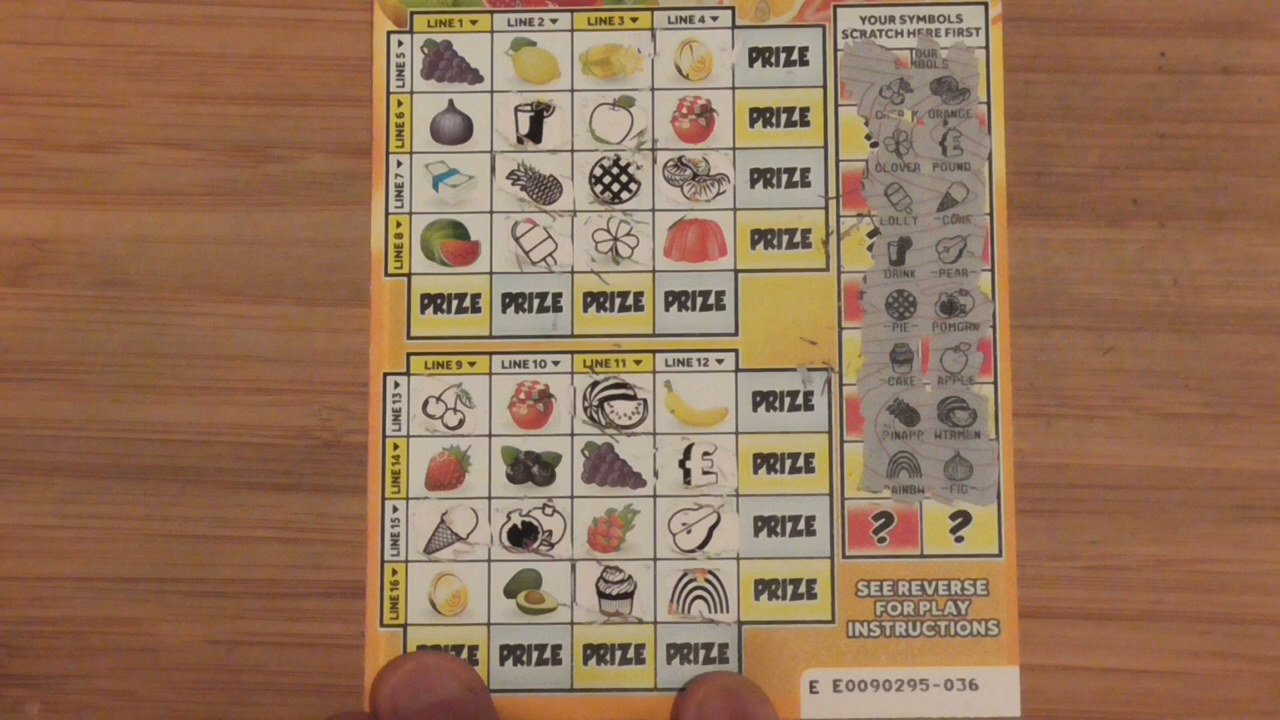 LINE 1 LINE 2 LINE 3 LINE 4
LINE 5 PRIZE
LINE 6 PRIZE
LINE 7 PRIZE
LINE 8 PRIZE
PRIZE PRIZE PRIZE PRIZE
LINE 9 LINE 10 LINE 11 LINE 12
LINE 13 PRIZE
LINE 14 £ PRIZE
LINE 15 PRIZE
LINE 16 PRIZE
PRIZE PRIZE PRIZE
YOUR SYMBOLS
SCRATCH HERE FIRST
ORANGE
CLOVER POUND
LOLLY CONE
DRINK PEAR
PIE POMGRN
CAKE APPLE
PINAPP WTRMLN
FIG
? ?
SEE REVERSE
FOR PLAY
INSTRUCTIONS
E E0090295-036